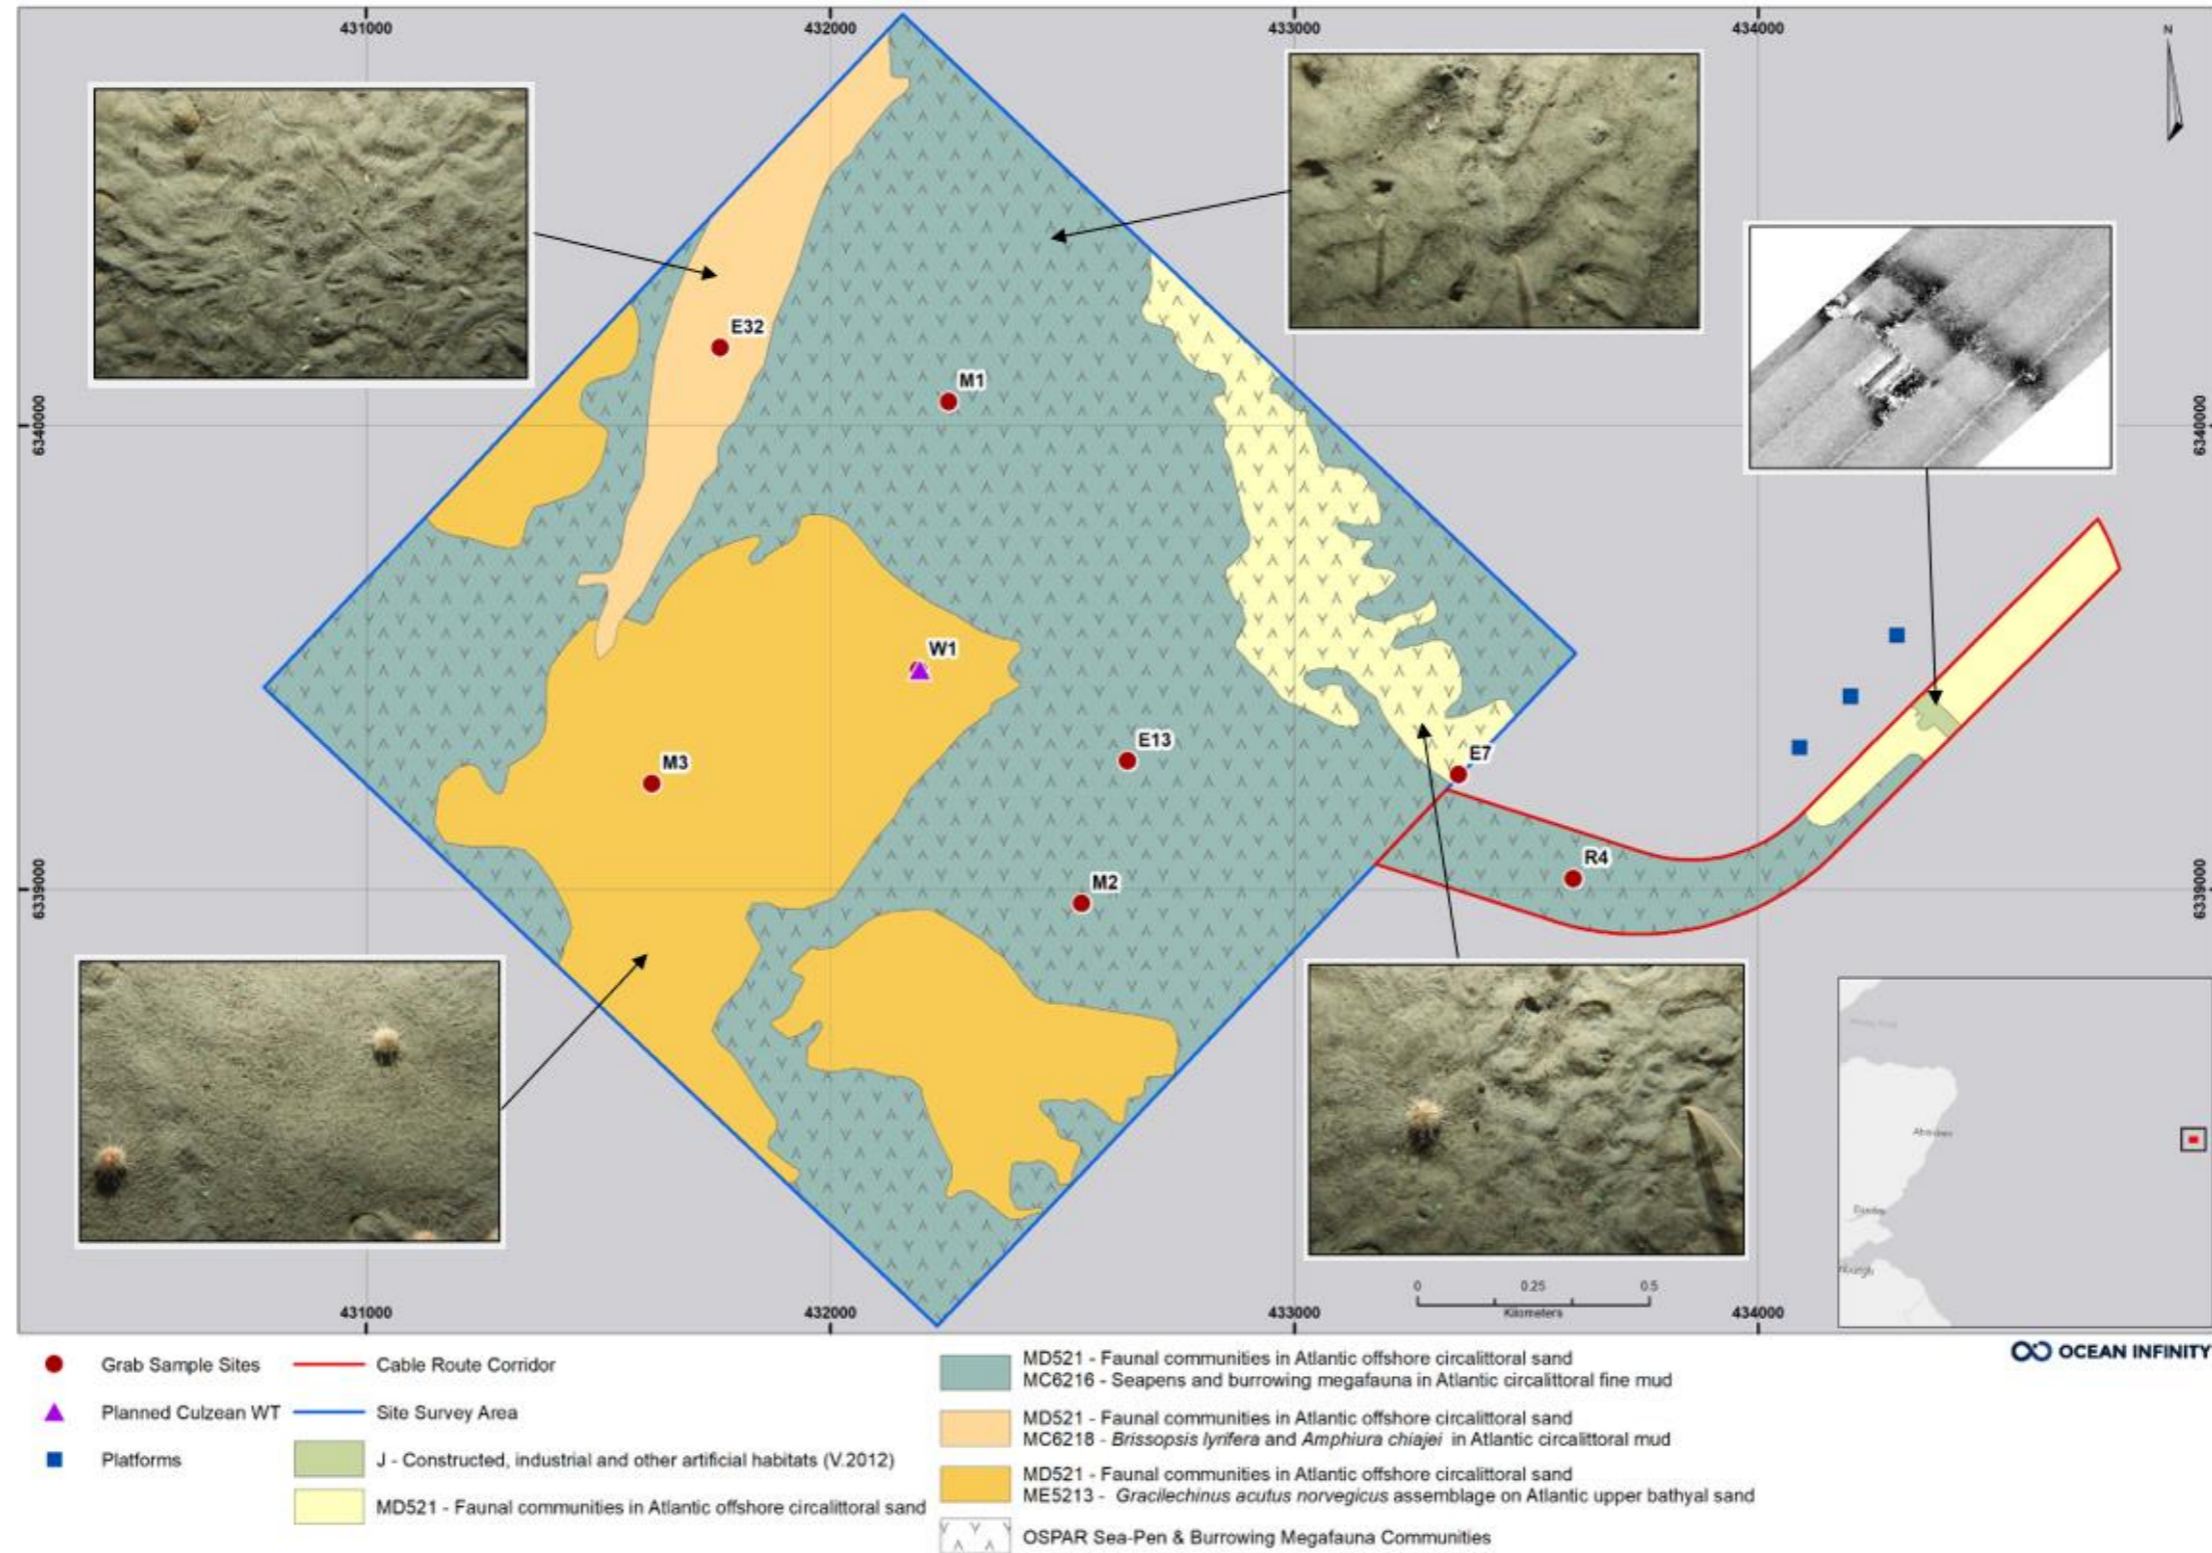 431000
432000
433000
434000
N
6340000
6340000
E32
M1
W1
E13
M3
E7
R4
M2
6339000
6339000
Aberdeen
Dundee
0
0.25
0.5
Kilometers
431000
432000
433000
434000
OCEAN INFINITY
Grab Sample Sites
Cable Route Corridor
Planned Culzean WT
Site Survey Area
Platforms
J - Constructed, industrial and other artificial habitats (V.2012)
MD521 - Faunal communities in Atlantic offshore circalittoral sand
MD521 - Faunal communities in Atlantic offshore circalittoral sand
MC6216 - Seapens and burrowing megafauna in Atlantic circalittoral fine mud
MD521 - Faunal communities in Atlantic offshore circalittoral sand
MC6218 - Brissopsis lyrifera and Amphiura chiajei in Atlantic circalittoral mud
MD521 - Faunal communities in Atlantic offshore circalittoral sand
ME5213 - Gracilechinus acutus norvegicus assemblage on Atlantic upper bathyal sand
OSPAR Sea-Pen & Burrowing Megafauna Communities